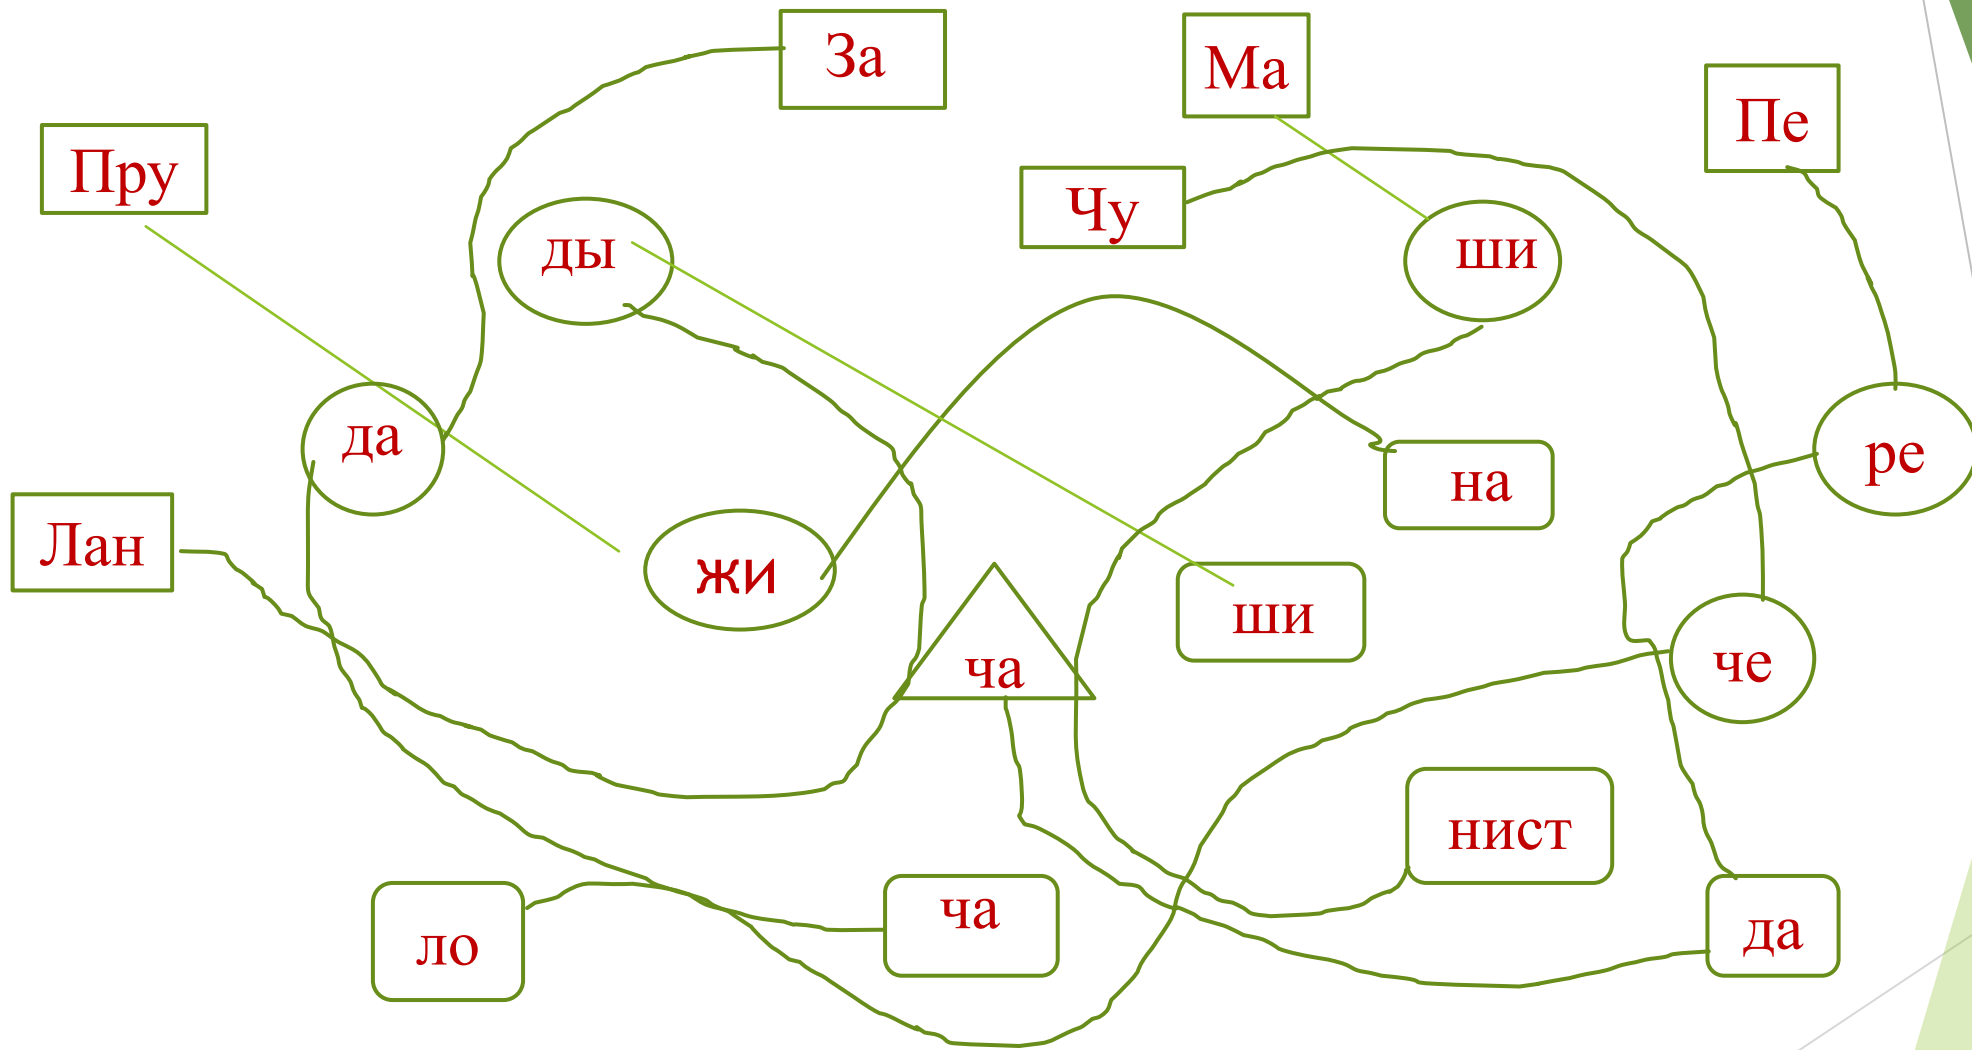 За
Ма
Пе
Пру
Чу
ды
ши
да
ре
на
Лан
жи
ши
ча
че
нист
ло
ча
да